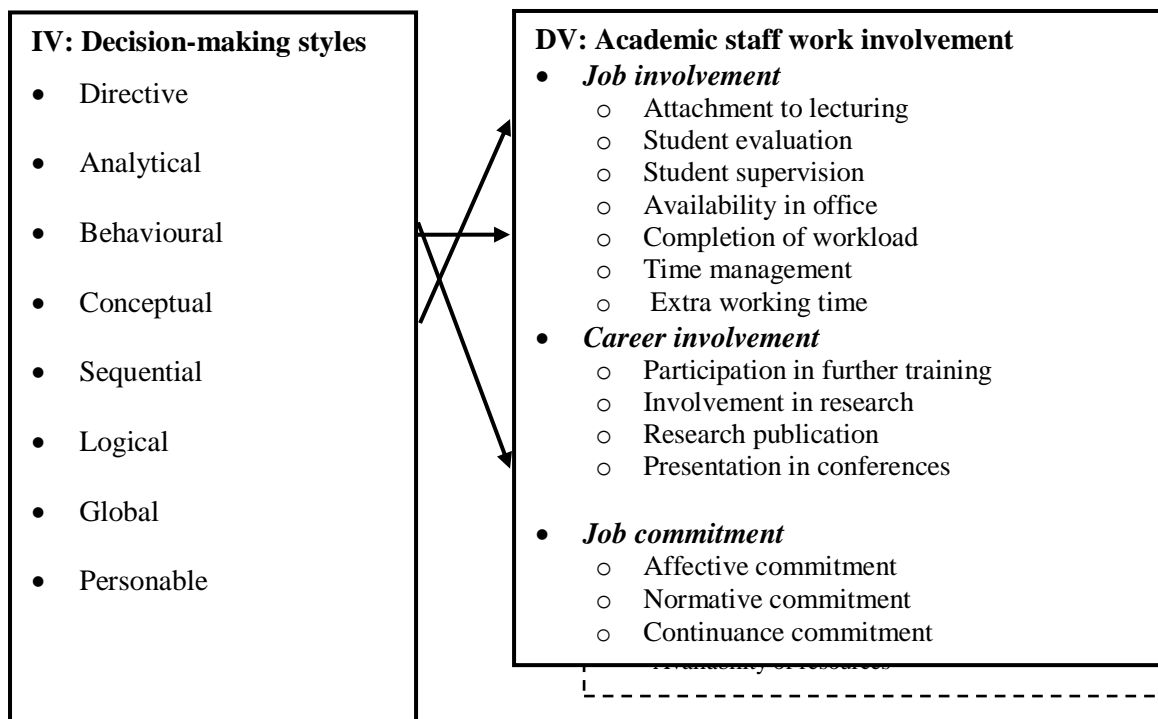 IV: Decision-making styles
• Directive
• Analytical
• Behavioural
• Conceptual
• Sequential
• Logical
• Global
• Personable
DV: Academic staff work involvement
• Job involvement
o Attachment to lecturing
o Student evaluation
o Student supervision
o Availability in office
o Completion of workload
o Time management
o Extra working time
• Career involvement
o Participation in further training
o Involvement in research
o Research publication
o Presentation in conferences
• Job commitment
o Affective commitment
o Normative commitment
o Continuance commitment
Availability of resources